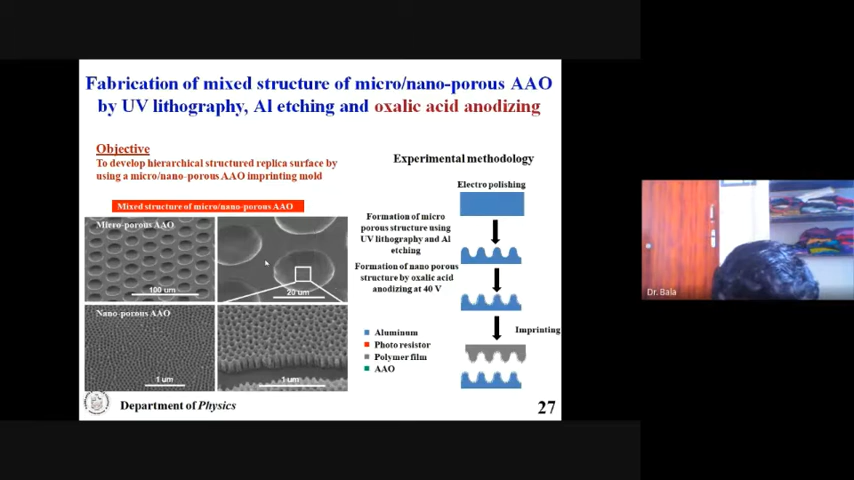 Fabrication of mixed structure of micro/nano-porous AAO
by UV lithography, Al etching and oxalic acid anodizing
Objective
To develop hierarchical structured replica surface by
using a micro/nano-porous AAO imprinting mold
Mixed structure of micro/nano-porous AAO
Micro-porous AAO
100 um
20 um
Nano-porous AAO
1 um
1 um
Experimental methodology
Electro polishing
Formation of micro
porous structure using
UV lithography and Al
etching
Formation of nano porous
structure by oxalic acid
anodizing at 40 V
Imprinting
Aluminum
Photo resistor
Polymer film
AAO
Department of Physics
27
Dr. Bala